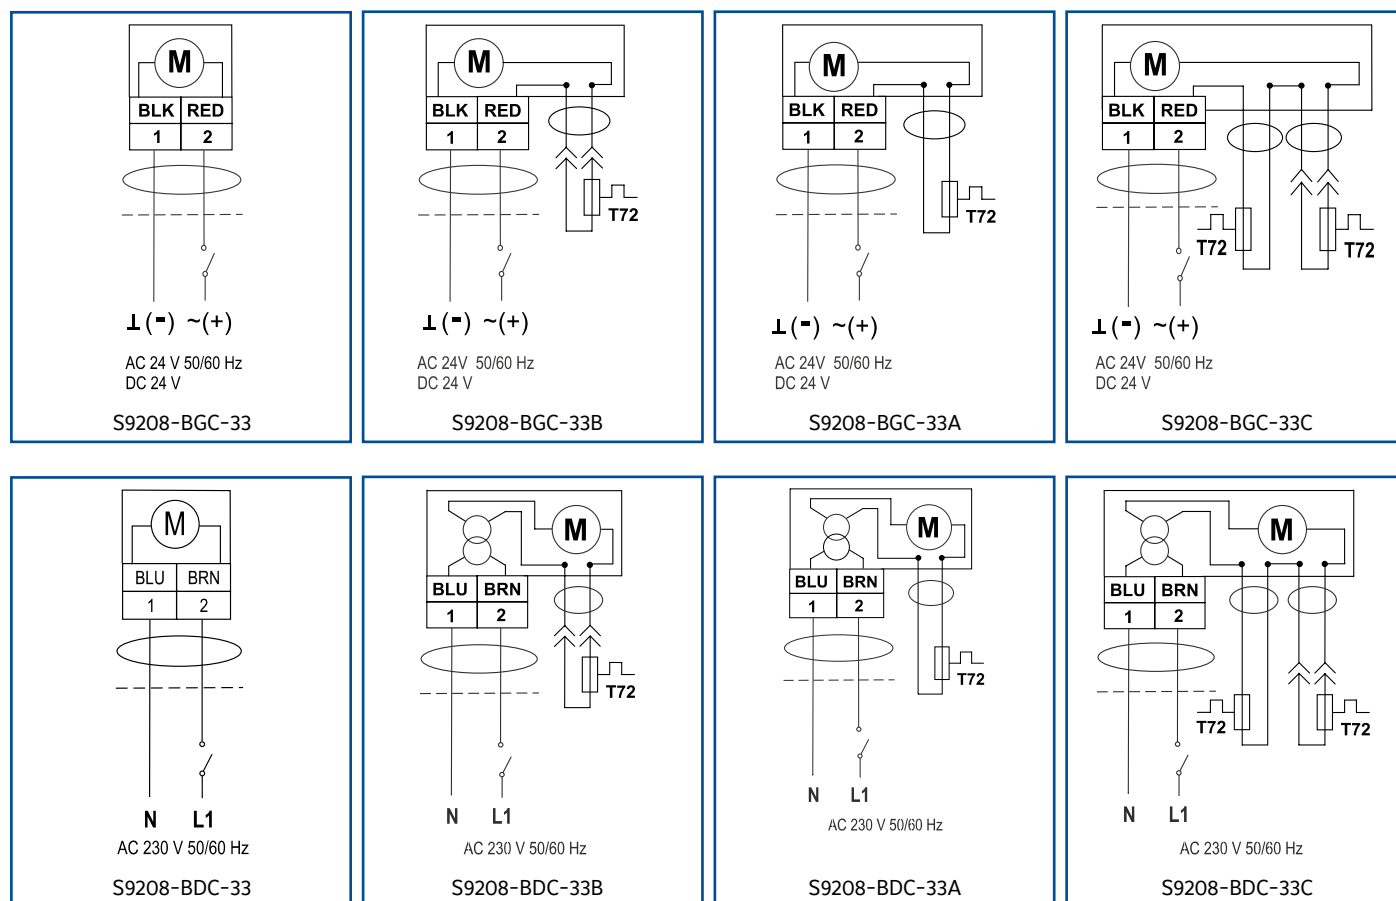 M
BLK RED
1 2
⊥(-) ~(+)
AC 24 V 50/60 Hz
DC 24 V
S9208-BGC-33
M
BLK RED
1 2
T72
⊥(-) ~(+)
AC 24V 50/60 Hz
DC 24 V
S9208-BGC-33B
M
BLK RED
1 2
T72
⊥(-) ~(+)
AC 24V 50/60 Hz
DC 24 V
S9208-BGC-33A
M
BLK RED
1 2
T72 T72
⊥(-) ~(+)
AC 24V 50/60 Hz
DC 24 V
S9208-BGC-33C
M
BLU BRN
1 2
N L1
AC 230 V 50/60 Hz
S9208-BDC-33
M
BLU BRN
1 2
T72
N L1
AC 230 V 50/60 Hz
S9208-BDC-33B
M
BLU BRN
1 2
T72
N L1
AC 230 V 50/60 Hz
S9208-BDC-33A
M
BLU BRN
1 2
T72 T72
N L1
AC 230 V 50/60 Hz
S9208-BDC-33C